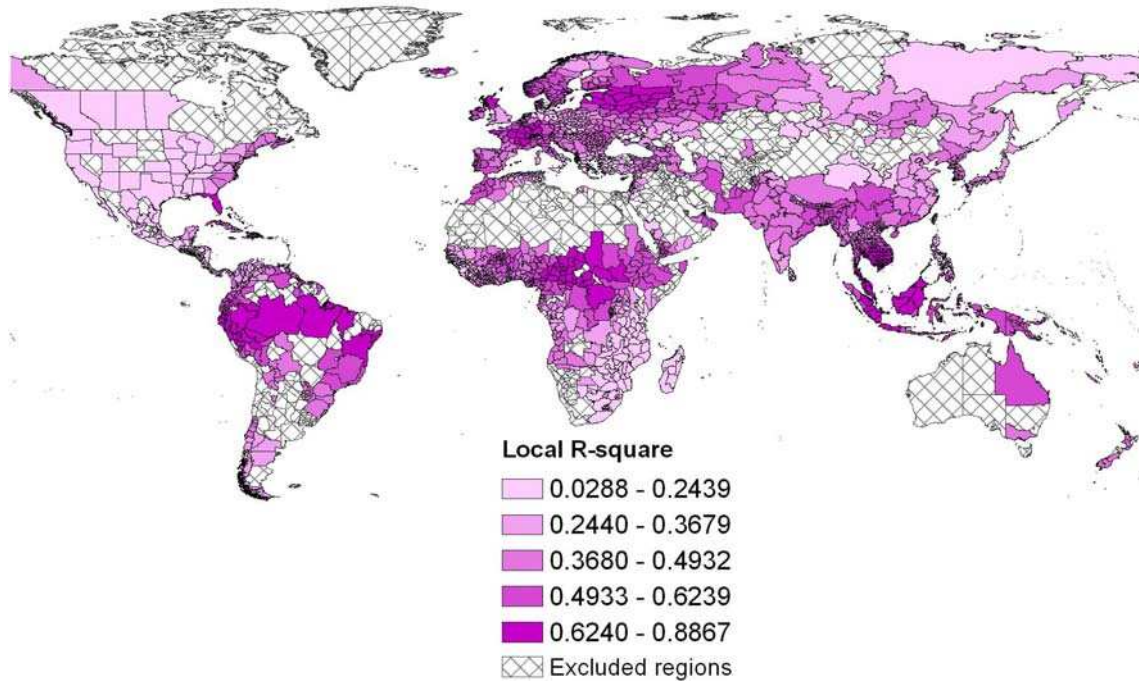 Local R-square
0.0288 - 0.2439
0.2440 - 0.3679
0.3680 - 0.4932
0.4933 - 0.6239
0.6240 - 0.8867
Excluded regions